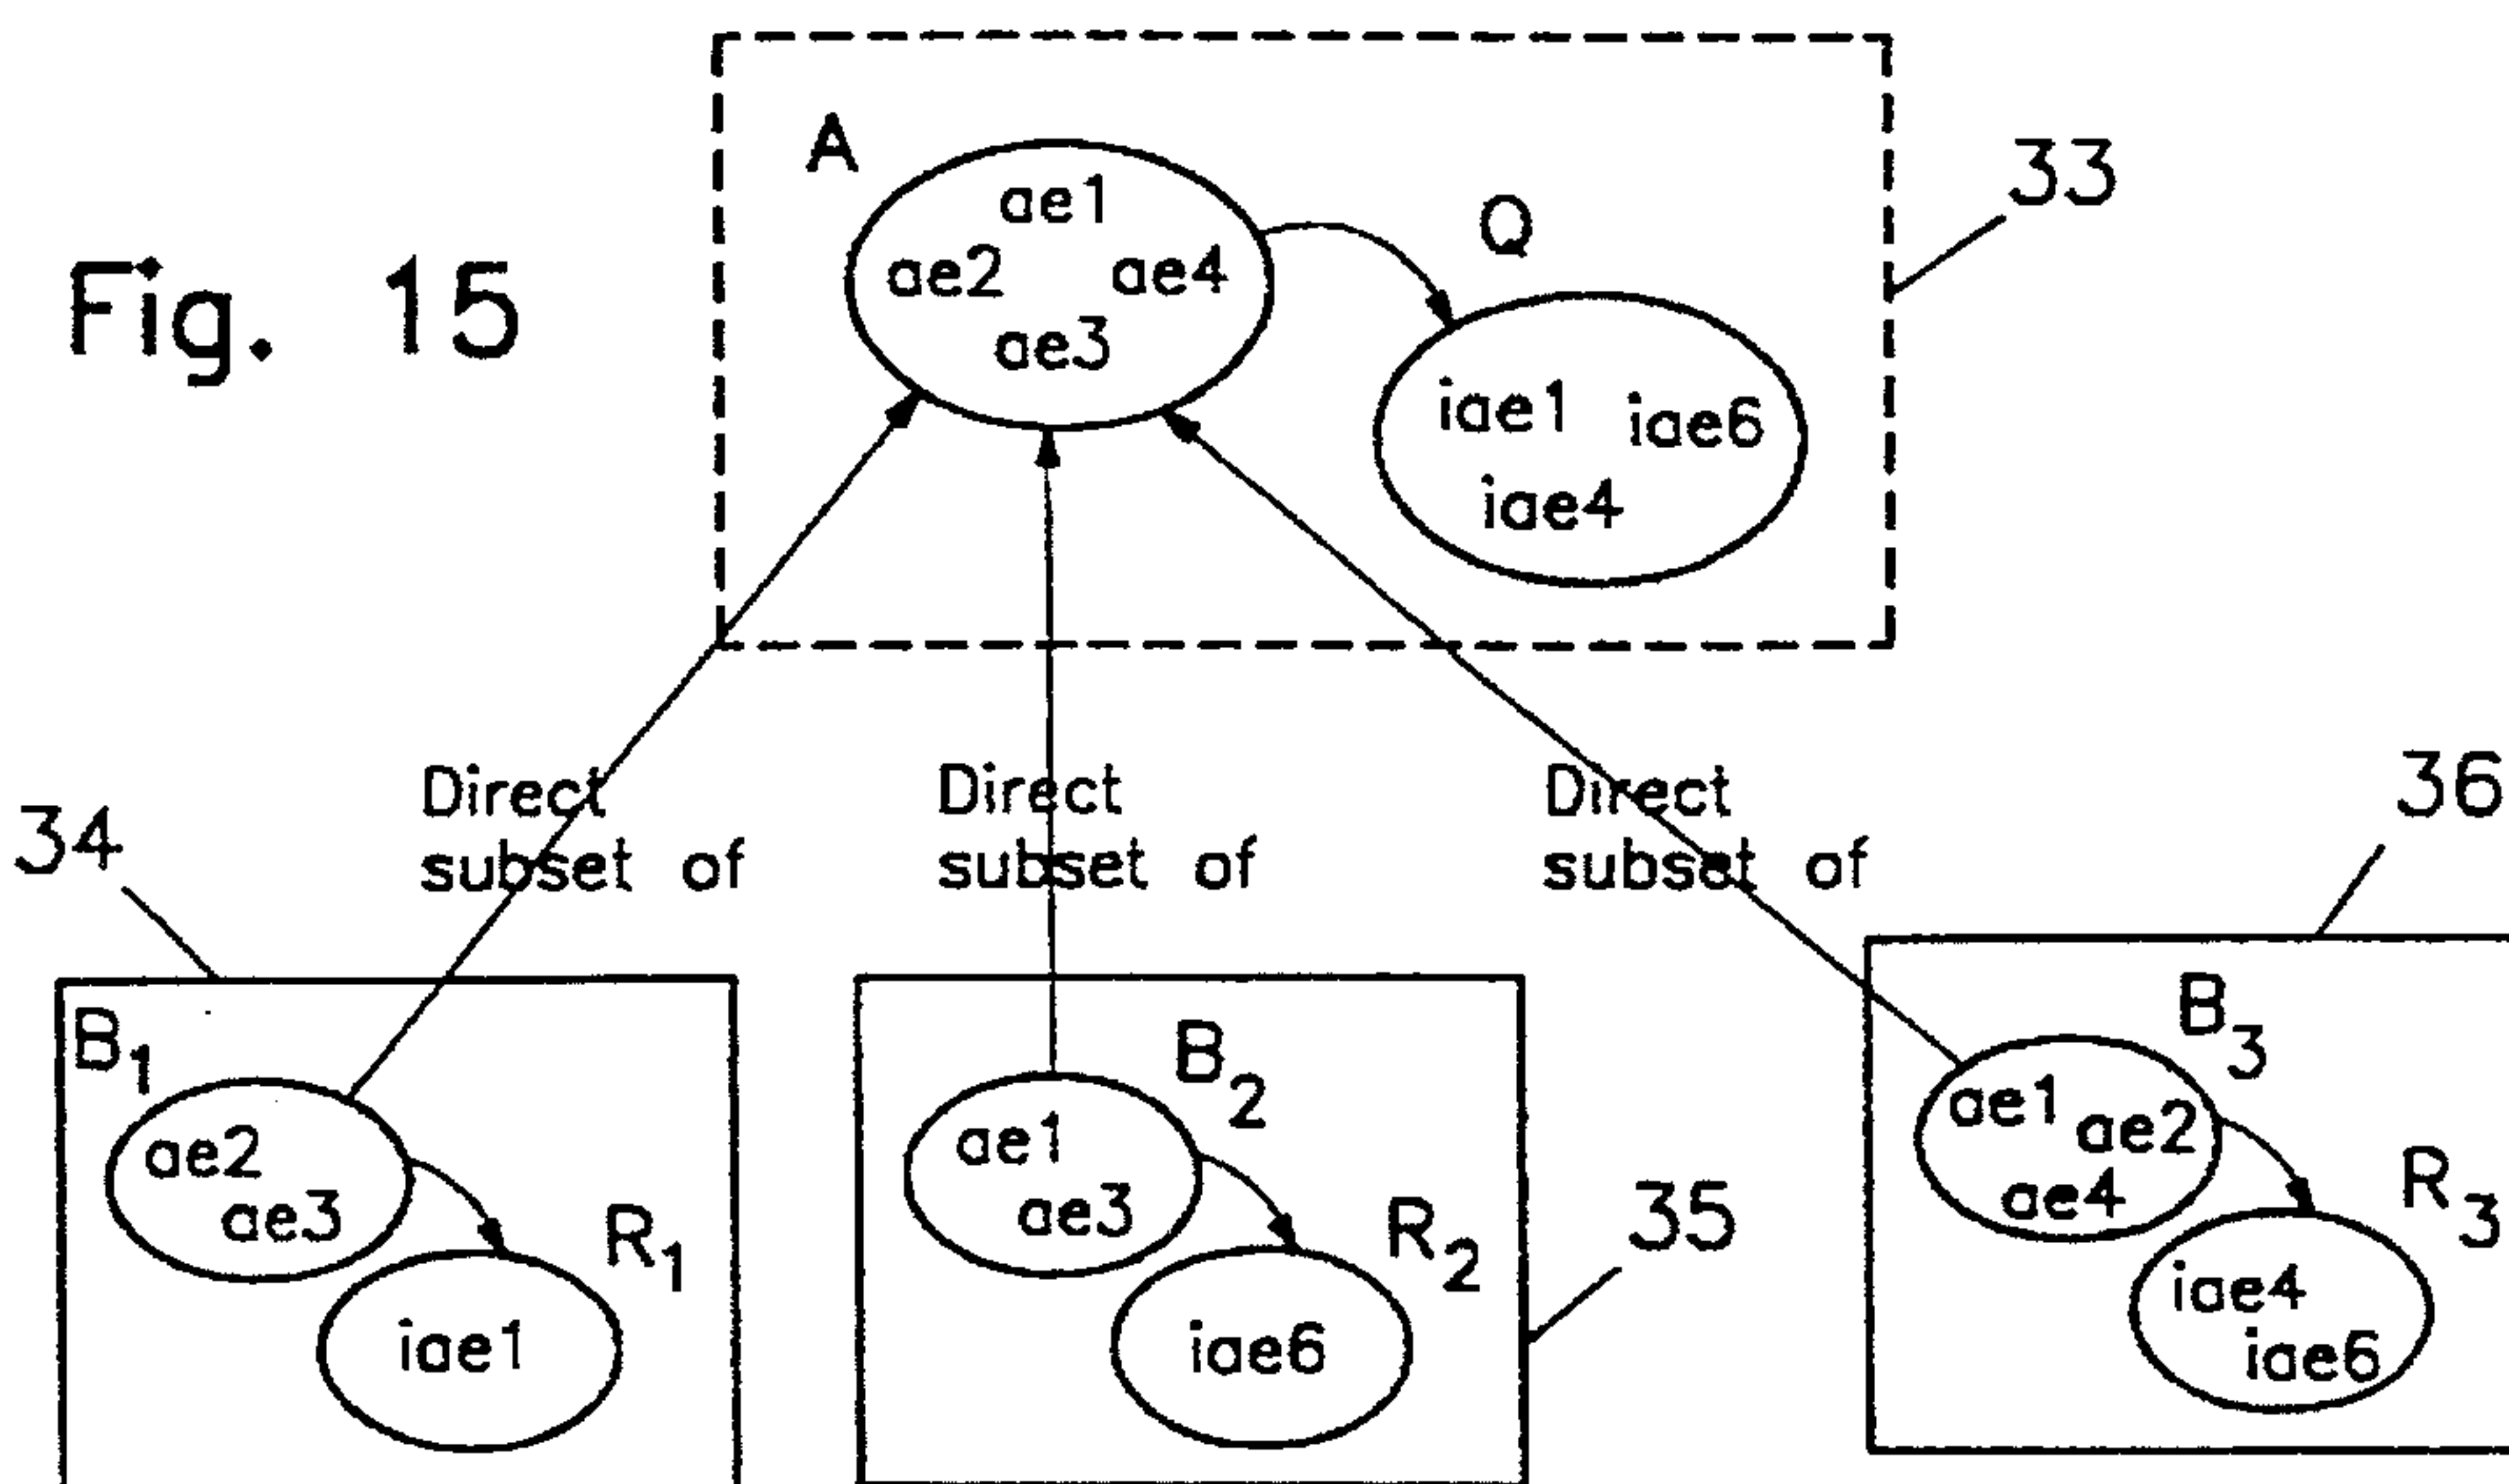 Fig. 15
A
ae1
ae2 ae4
ae3
Q
iae1 iae6
iae4
33
Direct
subset of
Direct
subset of
Direct
subset of
34
36
B1
ae2
ae3
R1
iae1
B2
ae1
ae3
R2
iae6
35
B3
ae1 ae2
ae4
R3
iae4
iae6